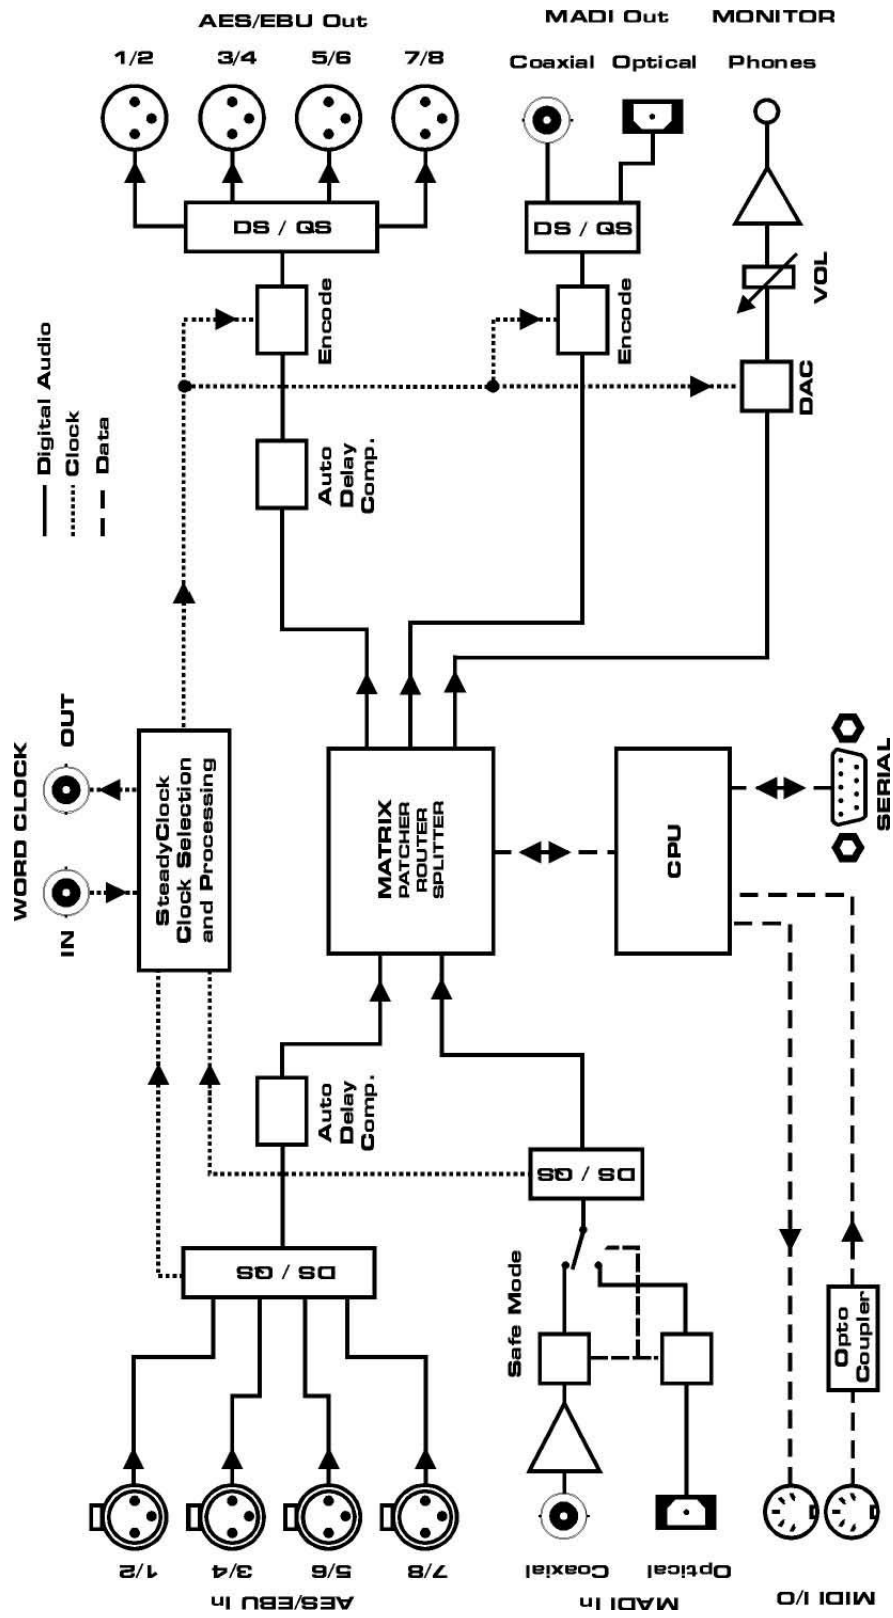 AES/EBU Out
MADI Out
MONITOR
1/2
3/4
5/6
7/8
Coaxial
Optical
Phones
DS / QS
DS / QS
Encode
Encode
VOL
DAC
Digital Audio
Clock
Data
Auto
Delay
Comp.
WORD CLOCK
IN
OUT
SteadyClock
Clock Selection
and Processing
MATRIX
PATCHER
ROUTER
SPLITTER
CPU
SERIAL
Auto
Delay
Comp.
DS / QS
DS / QS
Safe Mode
Opto
Coupler
1/2
3/4
5/6
7/8
AES/EBU In
Coaxial
Optical
MADI In
MIDI I/O